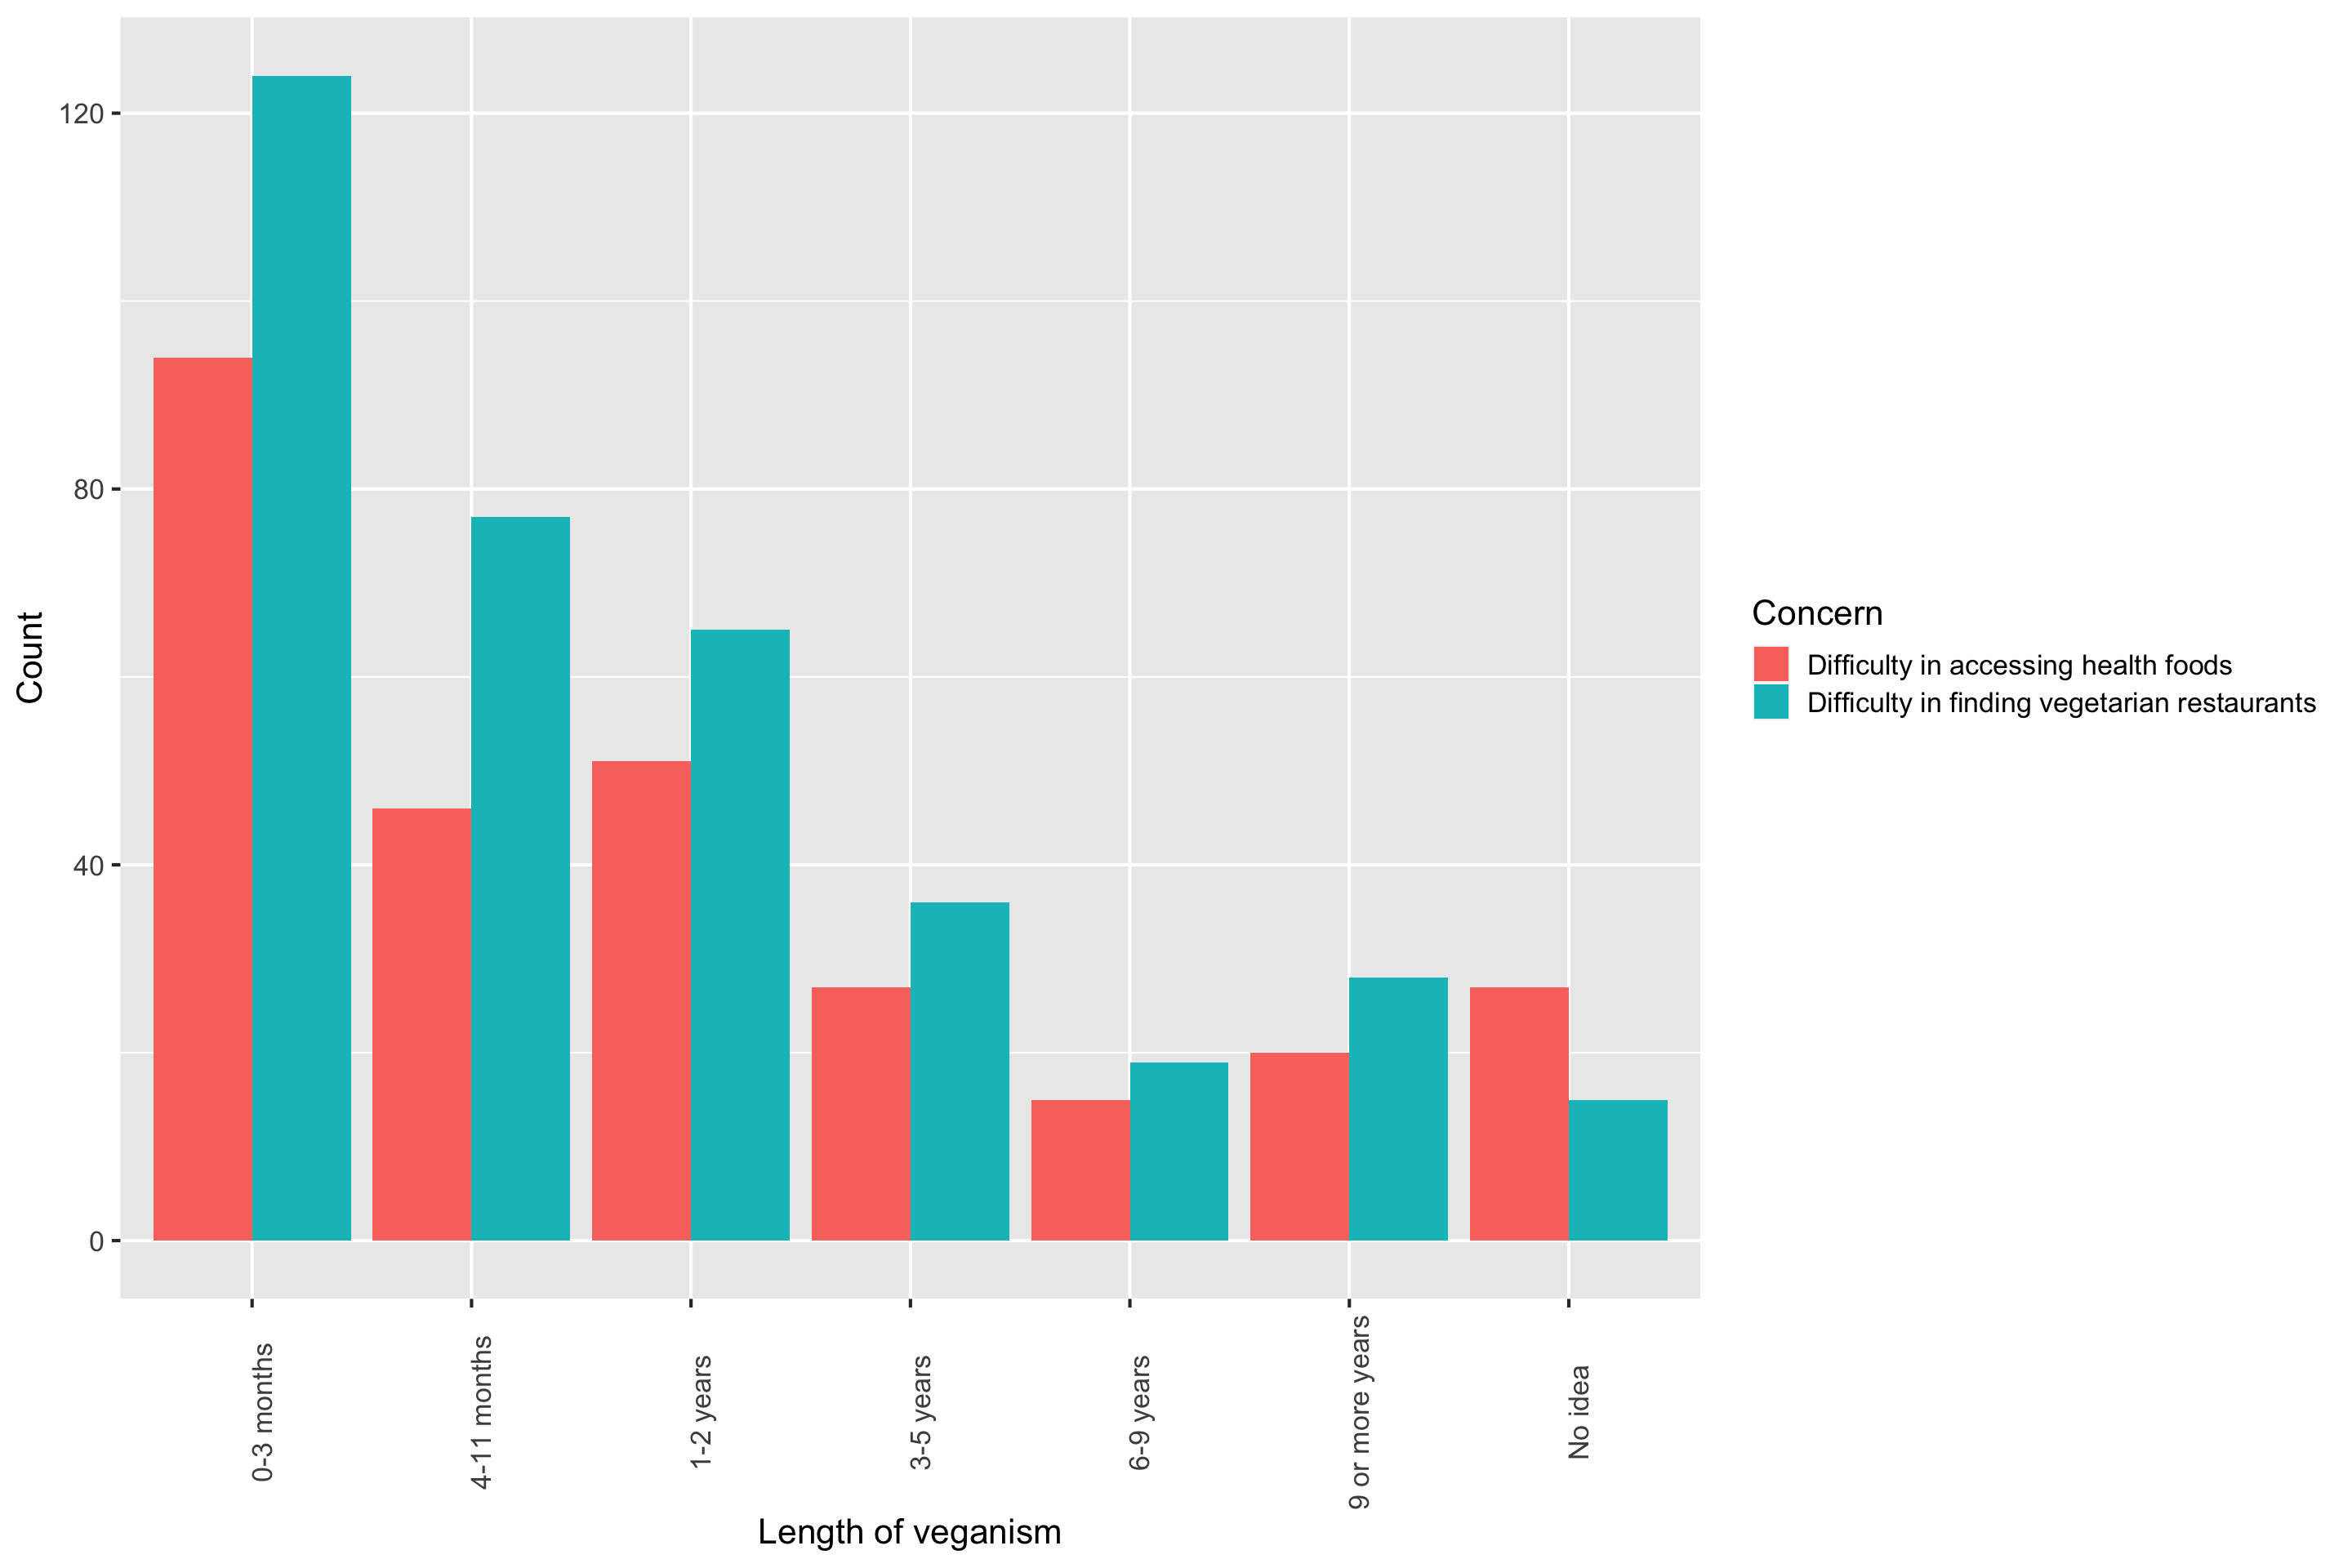 120
80
40
0
Count
0-3 months
4-11 months
1-2 years
3-5 years
6-9 years
9 or more years
No idea
Length of veganism
Concern
Difficulty in accessing health foods
Difficulty in finding vegetarian restaurants